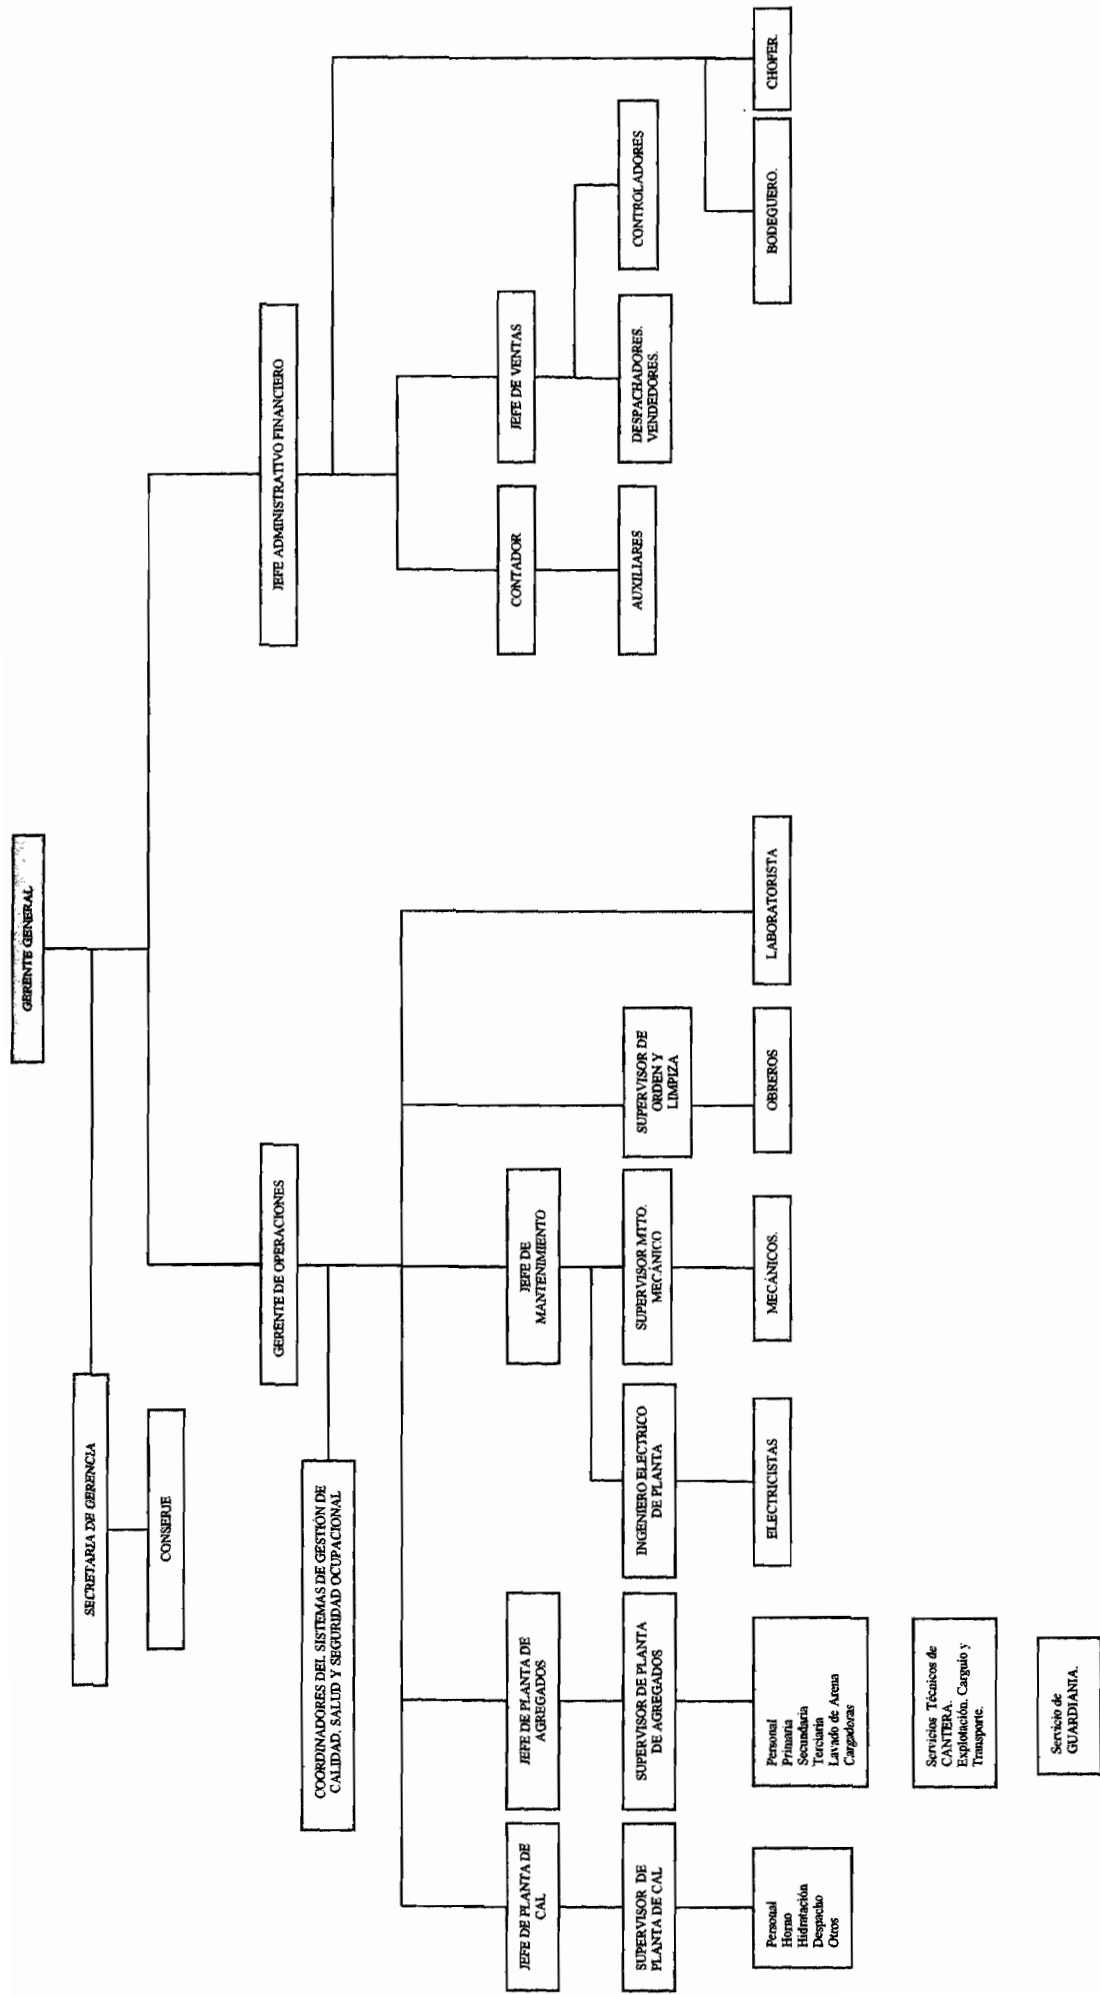 GERENTE GENERAL
SECRETARIA DE GERENCIA
CONSERJE
GERENTE DE OPERACIONES
JEFE ADMINISTRATIVO FINANCIERO
COORDINADORES DEL SISTEMAS DE GESTIÓN DE
CALIDAD, SALUD Y SEGURIDAD OCUPACIONAL
JEFE DE PLANTA DE
CAL
JEFE DE PLANTA DE
AGREGADOS
JEFE DE
MANTENIMIENTO
CONTADOR
JEFE DE VENTAS
SUPERVISOR DE
PLANTA DE CAL
SUPERVISOR DE PLANTA
DE AGREGADOS
INGENIERO ELECTRICO
DE PLANTA
SUPERVISOR MTTO.
MECÁNICO
SUPERVISOR DE
ORDEN Y
LIMPIZA
AUXILIARES
DESPACHADORES.
VENDEDORES.
CONTROLADORES
Personal
Horno
Hidratación
Despacho
Otros
Personal
Primaria
Secundaria
Terciaria
Lavado de Arena
Cargadoras
ELECTRICISTAS
MECÁNICOS.
OBREROS
LABORATORISTA
BODEGUERO.
CHOFER.
Servicios Técnicos de
CANTERA.
Explotación. Carguio y
Transporte.
Servicio de
GUARDIANIA.